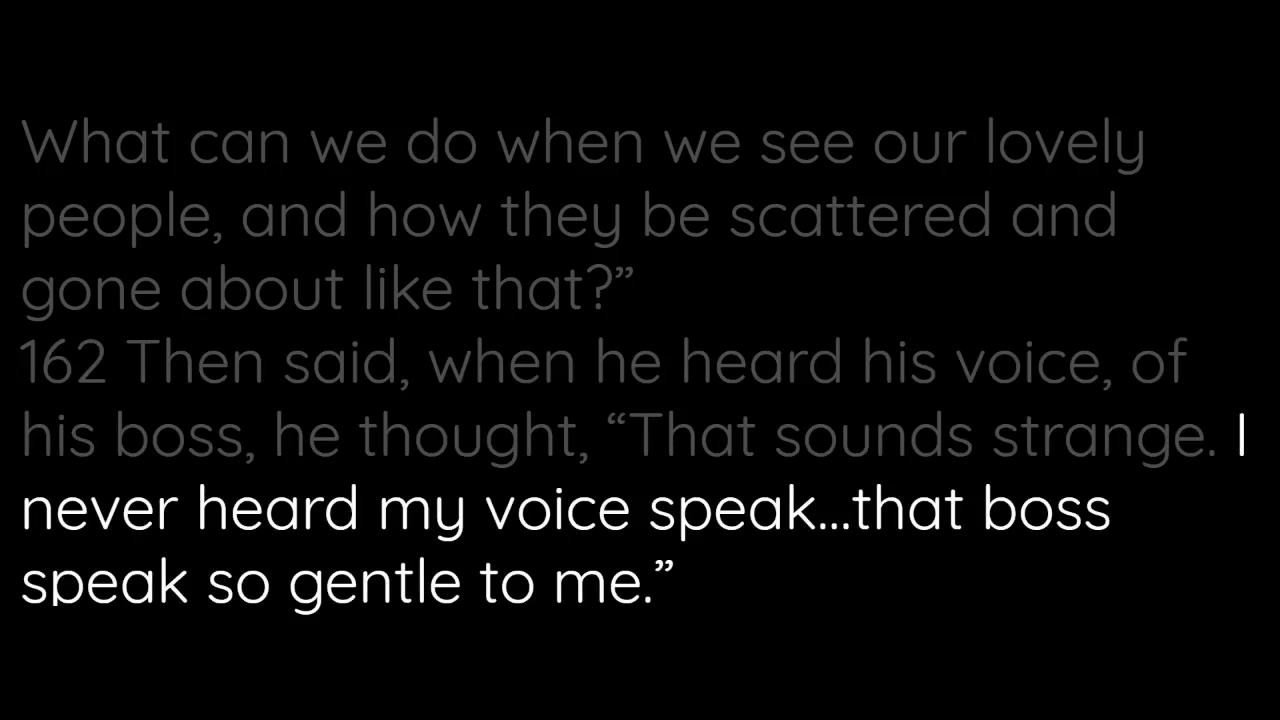 What can we do when we see our lovely
people, and how they be scattered and
gone about like that?”
162 Then said, when he heard his voice, of
his boss, he thought, “That sounds strange. I
never heard my voice speak...that boss
speak so gentle to me.”